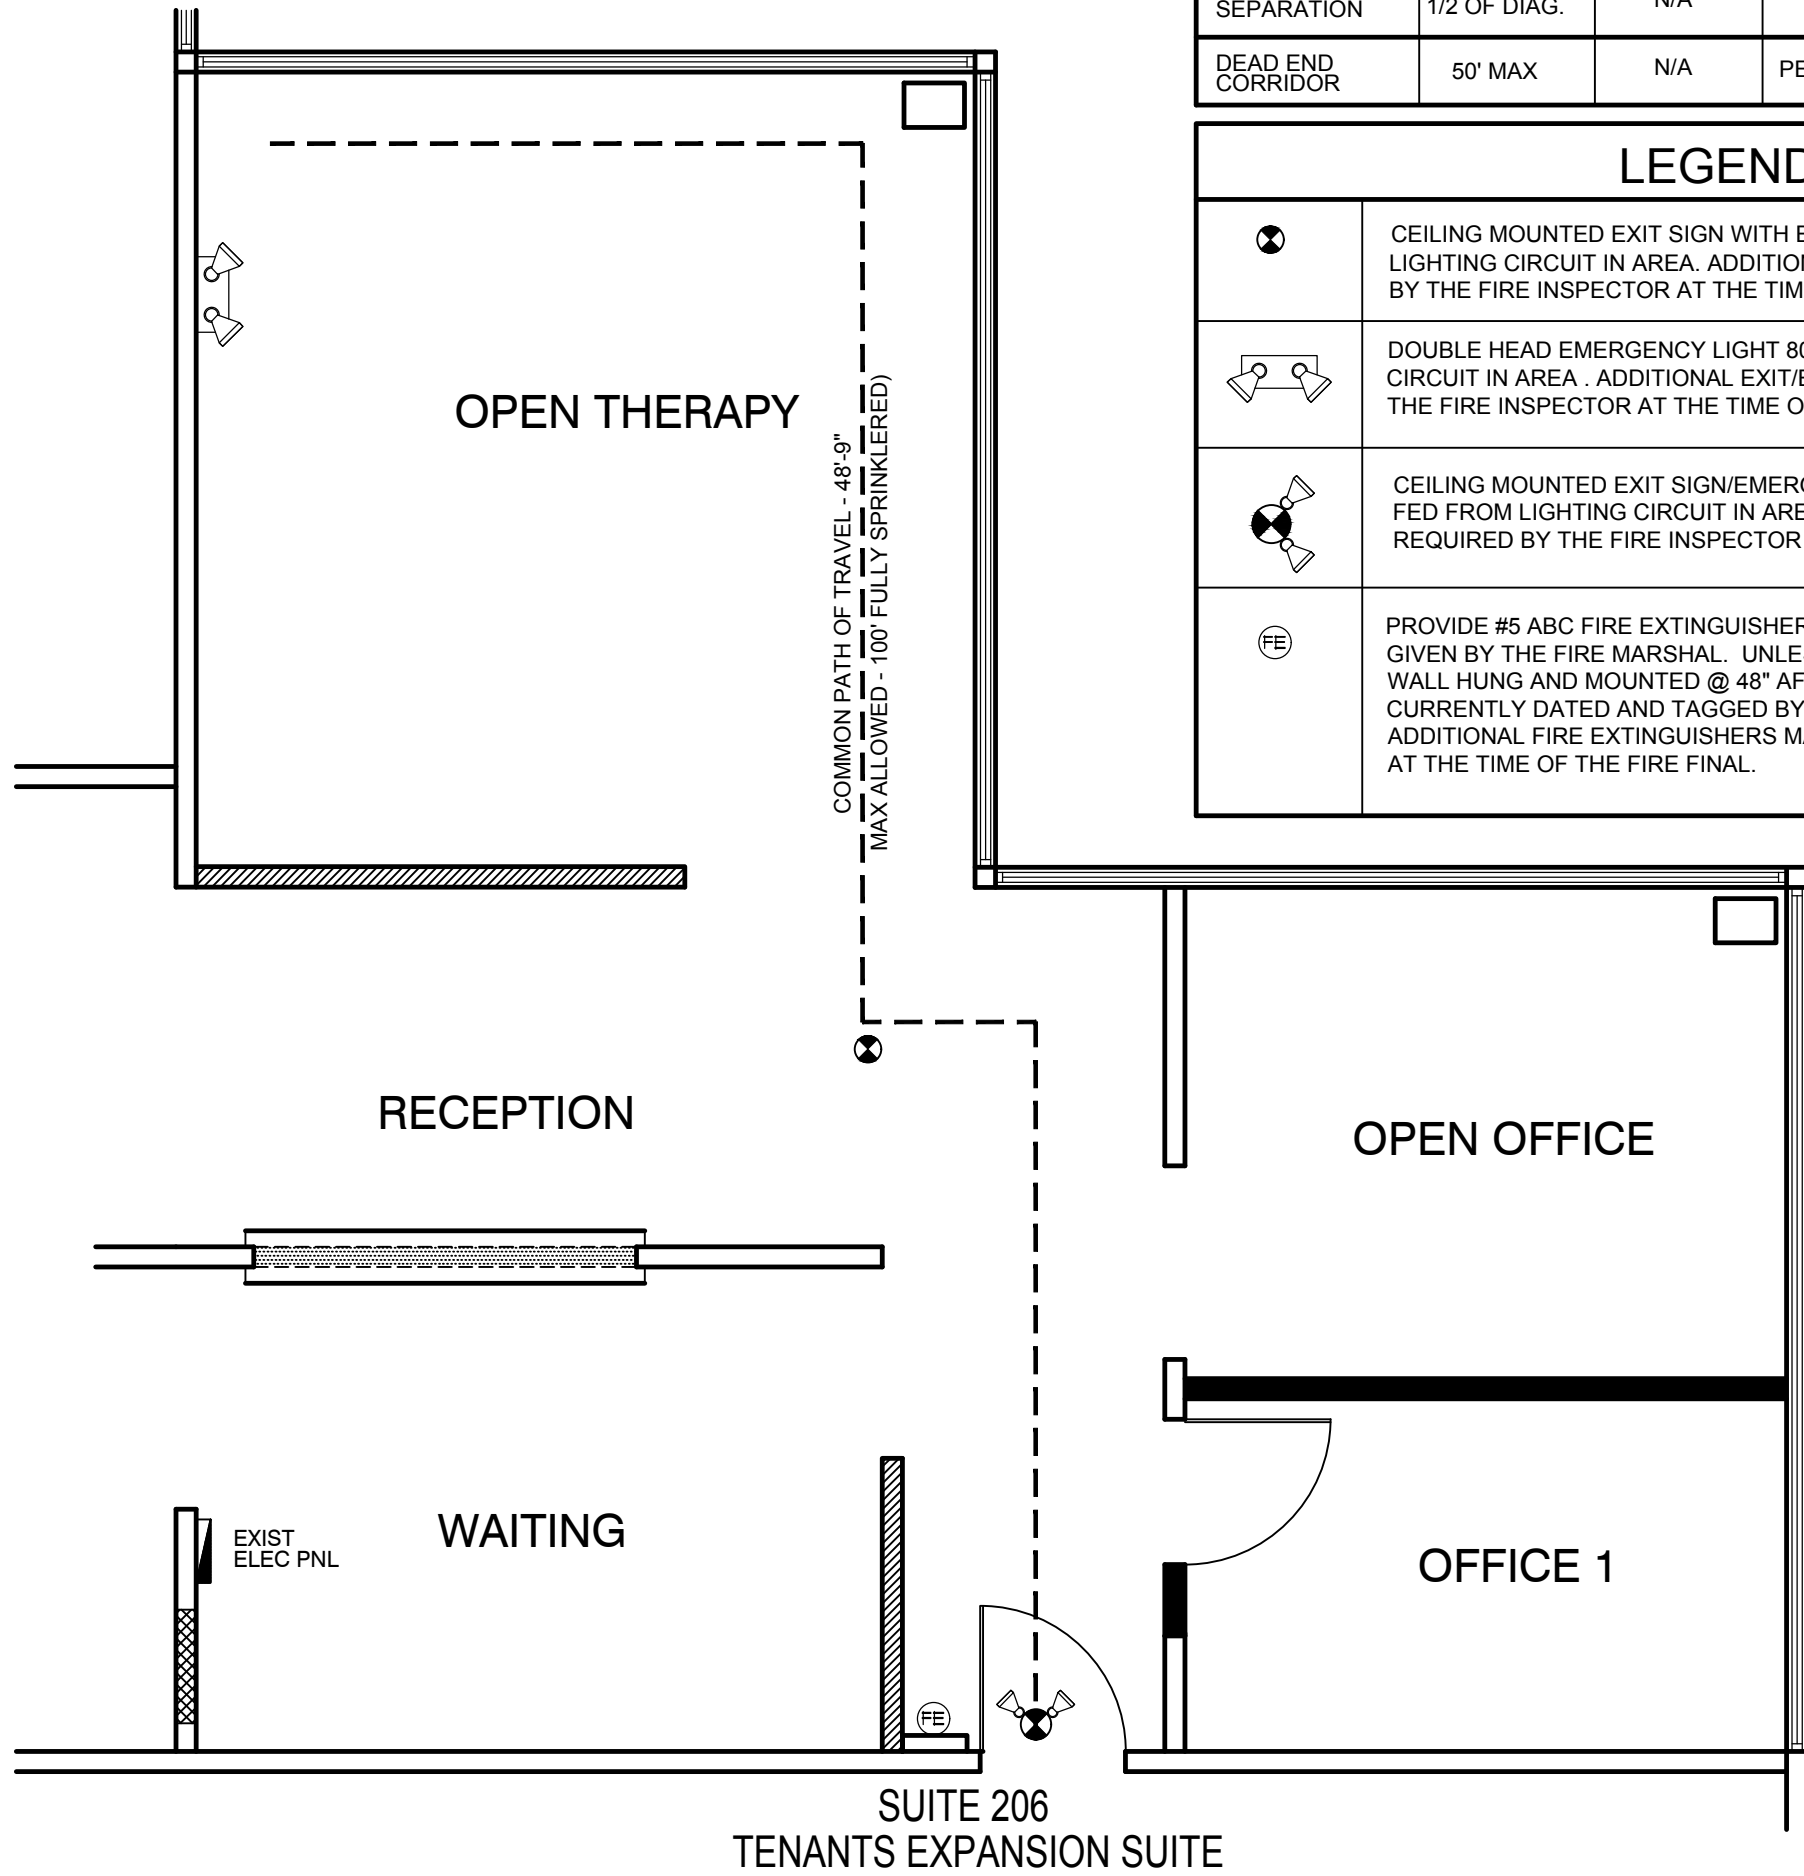 SEPARATION
1/2 OF DIAG.
N/A
DEAD END
CORRIDOR
50' MAX
N/A
LEGEND
CEILING MOUNTED EXIT SIGN WITH
LIGHTING CIRCUIT IN AREA.
BY THE FIRE INSPECTOR AT THE
DOUBLE HEAD EMERGENCY LIGHT
CIRCUIT IN AREA . ADDITIONAL
THE FIRE INSPECTOR AT THE TIME
CEILING MOUNTED EXIT
FED FROM LIGHTING CIRCUIT IN
REQUIRED BY THE FIRE INSPECTOR
FE
PROVIDE #5 ABC FIRE
GIVEN BY THE FIRE MARSHAL.
WALL HUNG AND MOUNTED @ 48"
CURRENTLY DATED AND TAGGED BY
ADDITIONAL FIRE EXTINGUISHERS
AT THE TIME OF THE FIRE FINAL.
OPEN THERAPY
COMMON PATH OF TRAVEL - 48'-9"
MAX ALLOWED - 100' FULLY SPRINKLERED)
RECEPTION
OPEN OFFICE
EXIST
ELEC PNL
WAITING
OFFICE 1
FE
SUITE 206
TENANTS EXPANSION SUITE